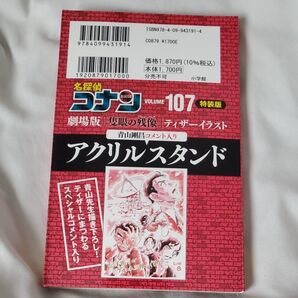 ISBN978-4-09-943191-4
C0879 ¥1700E
9784099431914
1920879017000
価格1,870円(10%税込)
本体1,700円
分売不可 小学館
名探偵
コナン VOLUME 107 特装版
劇場版『隻眼の残像』ティザーイラスト
青山剛昌コメント入り
アクリルスタンド
青山先生描き下ろし!
ティザーにまつわる
スペシャルコメント入り